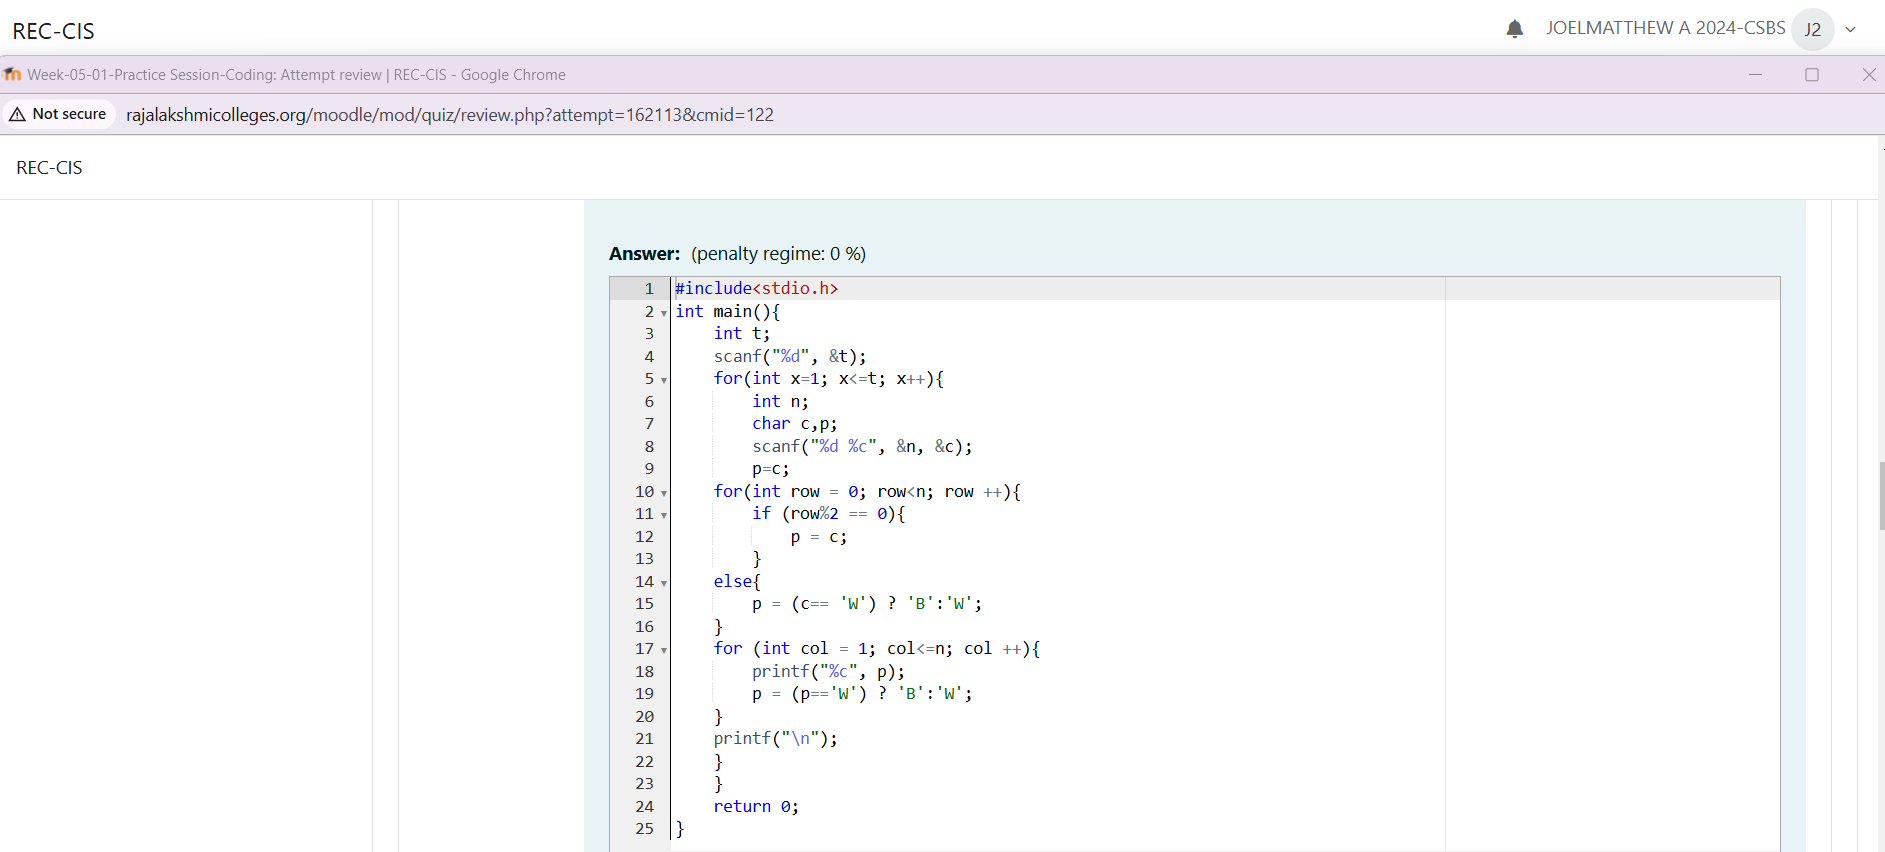 REC-CIS
JOELMATTHEW A 2024-CSBS J2
Week-05-01-Practice Session-Coding: Attempt review | REC-CIS - Google Chrome
Not secure rajalakshmicolleges.org/moodle/mod/quiz/review.php?attempt=162113&cmid=122
REC-CIS
Answer: (penalty regime: 0 %)
1 #include<stdio.h>
2 int main(){
3     int t;
4     scanf("%d", &t);
5     for(int x=1; x<=t; x++){
6         int n;
7         char c,p;
8         scanf("%d %c", &n, &c);
9         p=c;
10     for(int row = 0; row<n; row ++){
11         if (row%2 == 0){
12             p = c;
13         }
14     else{
15         p = (c== 'W') ? 'B':'W';
16     }
17     for (int col = 1; col<=n; col ++){
18         printf("%c", p);
19         p = (p=='W') ? 'B':'W';
20     }
21     printf("\n");
22     }
23     }
24     return 0;
25 }